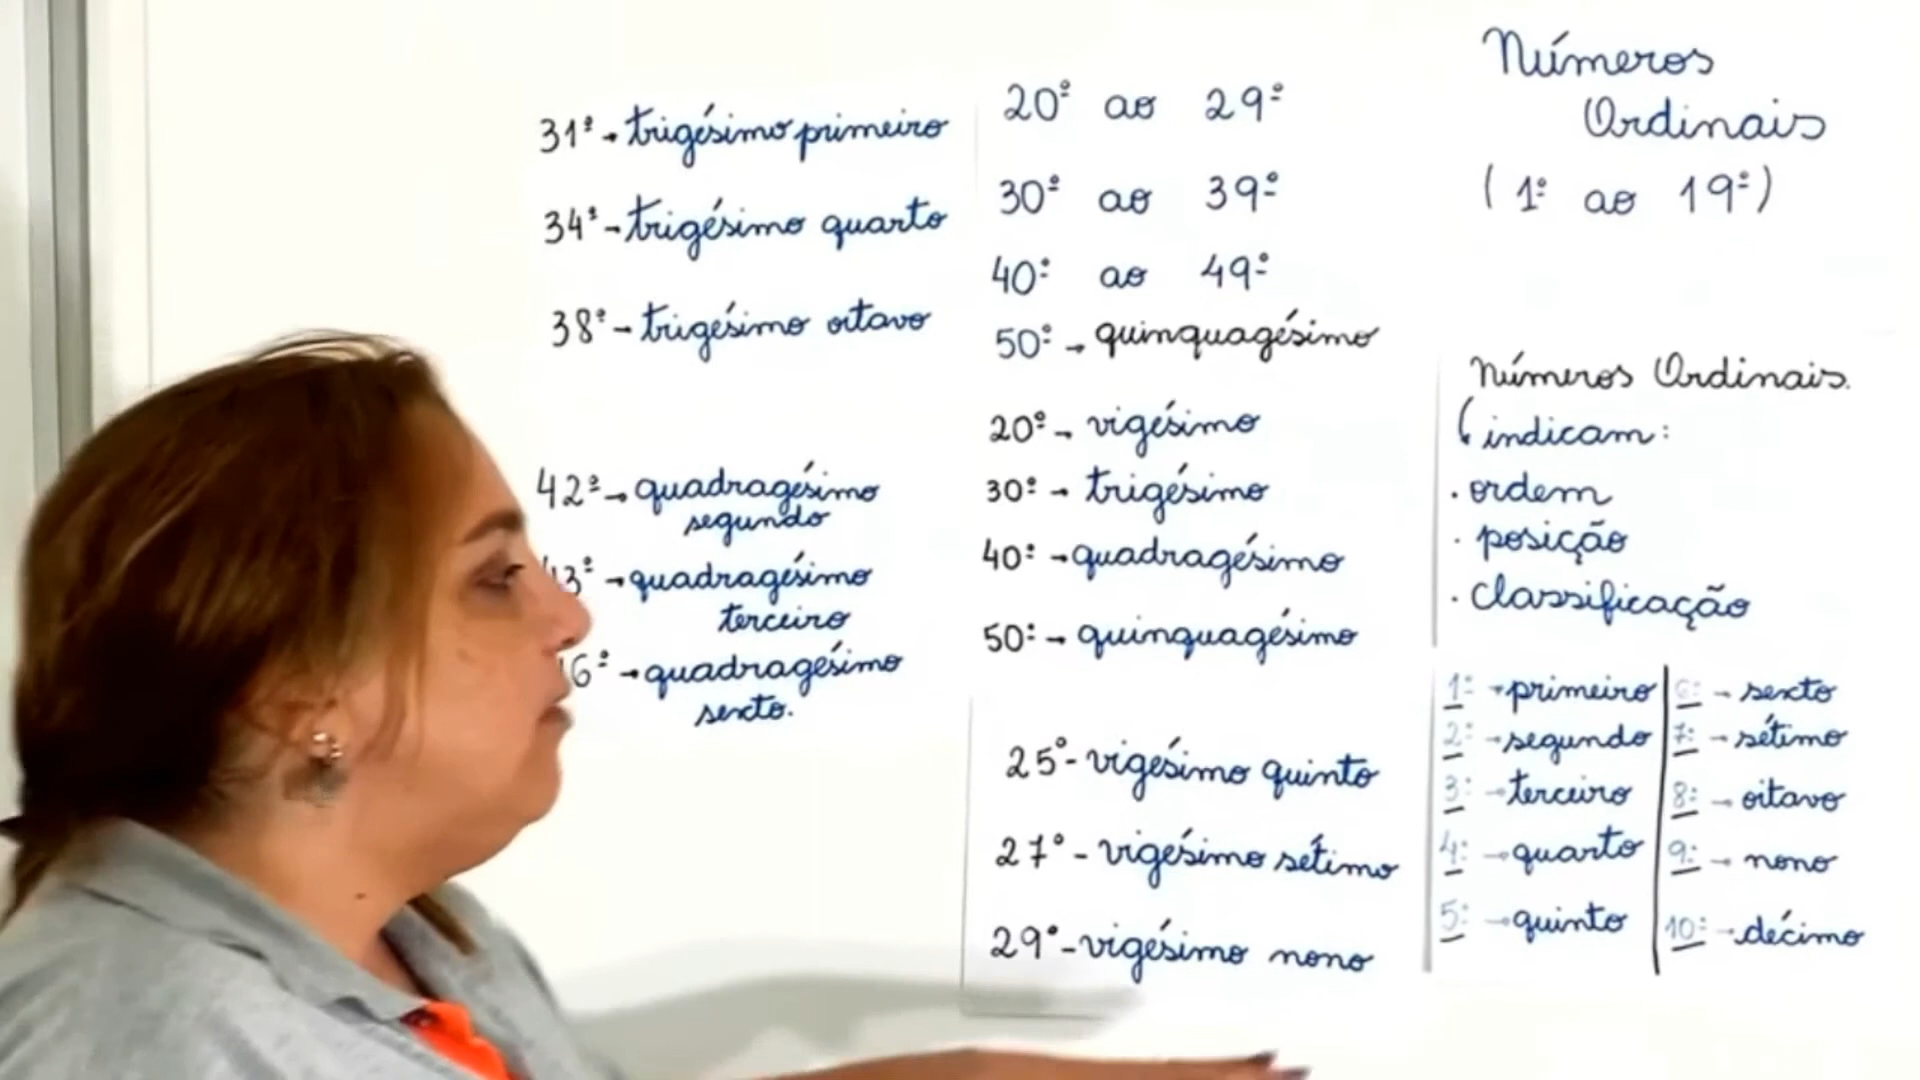 31º - trigésimo primeiro
34º - trigésimo quarto
38º - trigésimo oitavo
42º - quadragésimo
segundo
43º - quadragésimo
terceiro
6º - quadragésimo
sexto.
20º ao 29º
30º ao 39º
40º ao 49º
50º - quinquagésimo
20º - vigésimo
30º - trigésimo
40º - quadragésimo
50º - quinquagésimo
25º - vigésimo quinto
27º - vigésimo sétimo
29º - vigésimo nono
Números
Ordinais
(1º ao 19º)
Números Ordinais.
indicam:
. ordem
. posição
. classificação
1º - primeiro
2º - segundo
3º - terceiro
4º - quarto
5º - quinto
6º - sexto
7º - sétimo
8º - oitavo
9º - nono
10º - décimo